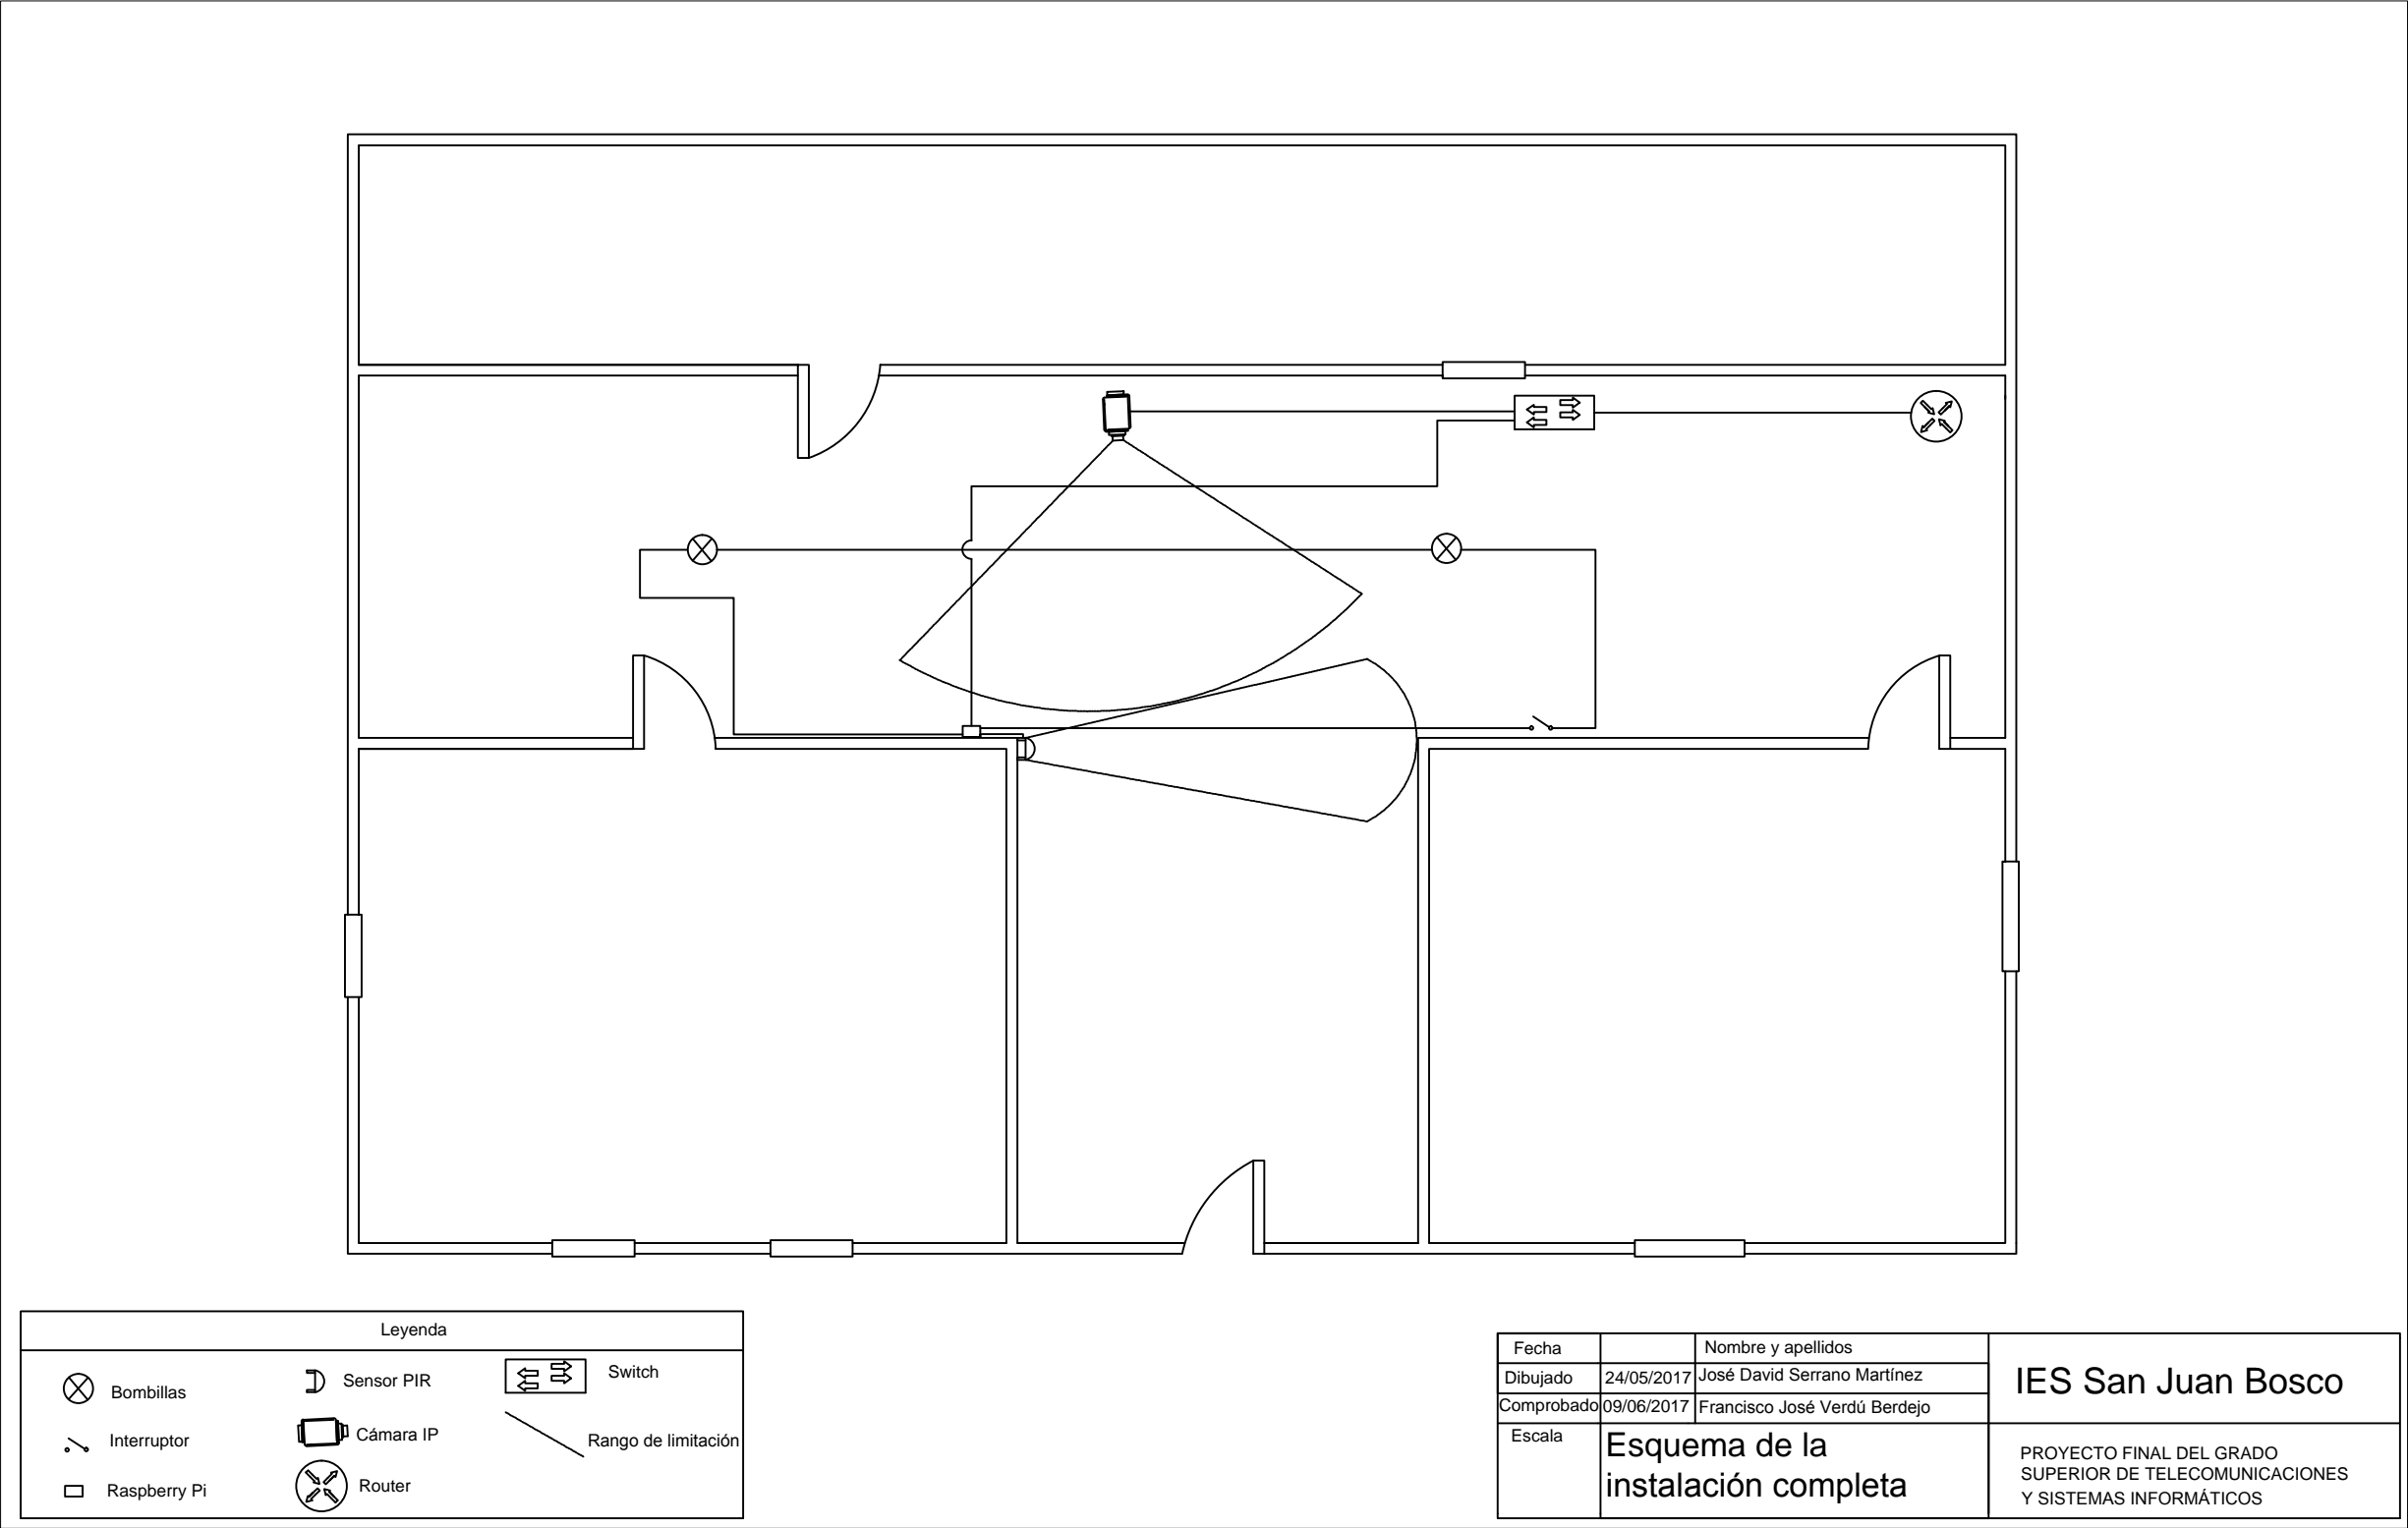 Leyenda
Bombillas
Sensor PIR
Switch
Interruptor
Cámara IP
Rango de limitación
Raspberry Pi
Router
Fecha
Nombre y apellidos
Dibujado
24/05/2017
José David Serrano Martínez
Comprobado
09/06/2017
Francisco José Verdú Berdejo
Escala
Esquema de la
instalación completa
IES San Juan Bosco
PROYECTO FINAL DEL GRADO
SUPERIOR DE TELECOMUNICACIONES
Y SISTEMAS INFORMÁTICOS